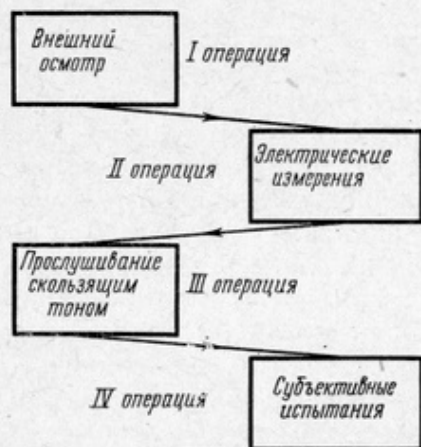 Внешний
осмотр
I операция
II операция
Электрические
измерения
Прослушивание
скользящим
тоном
III операция
IV операция
Субъективные
испытания